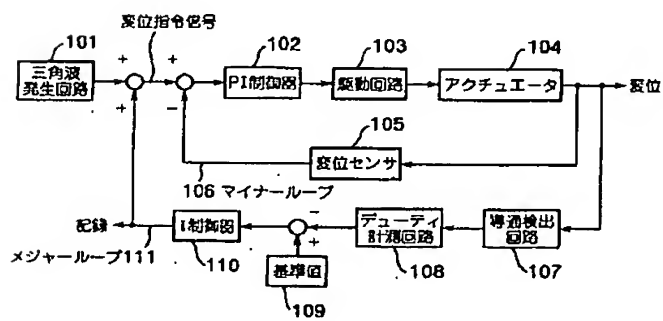 変位指令信号
101
102
103
104
三角波
発生回路
+
+
+
−
PI制御器
駆動回路
アクチュエータ
変位
105
変位センサ
106 マイナーループ
記録
メジャーループ111
I制御器
110
−
+
基準値
109
デューティ
計測回路
108
導通検出
回路
107